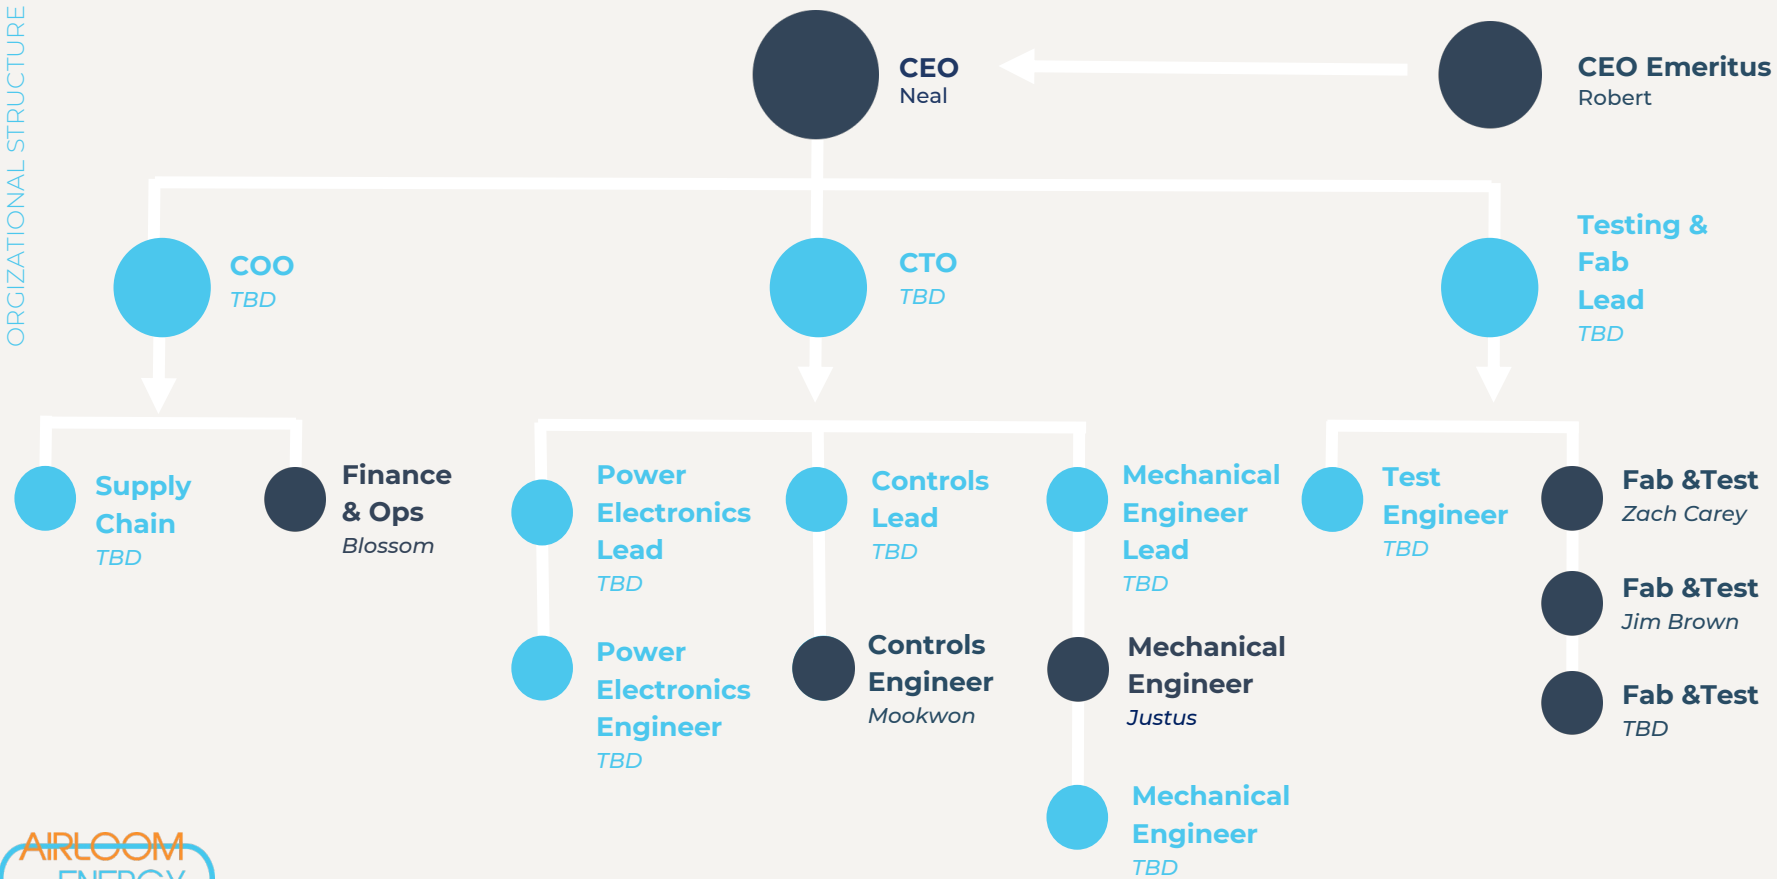 ORGIZATIONAL STRUCTURE
CEO
Neal
CEO Emeritus
Robert
COO
TBD
CTO
TBD
Testing &
Fab
Lead
TBD
Supply
Chain
TBD
Finance
& Ops
Blossom
Power
Electronics
Lead
TBD
Controls
Lead
TBD
Mechanical
Engineer
Lead
TBD
Test
Engineer
TBD
Fab &Test
Zach Carey
Fab &Test
Jim Brown
Fab &Test
TBD
Power
Electronics
Engineer
TBD
Controls
Engineer
Mookwon
Mechanical
Engineer
Justus
Mechanical
Engineer
TBD
AIRLOOM
ENERGY